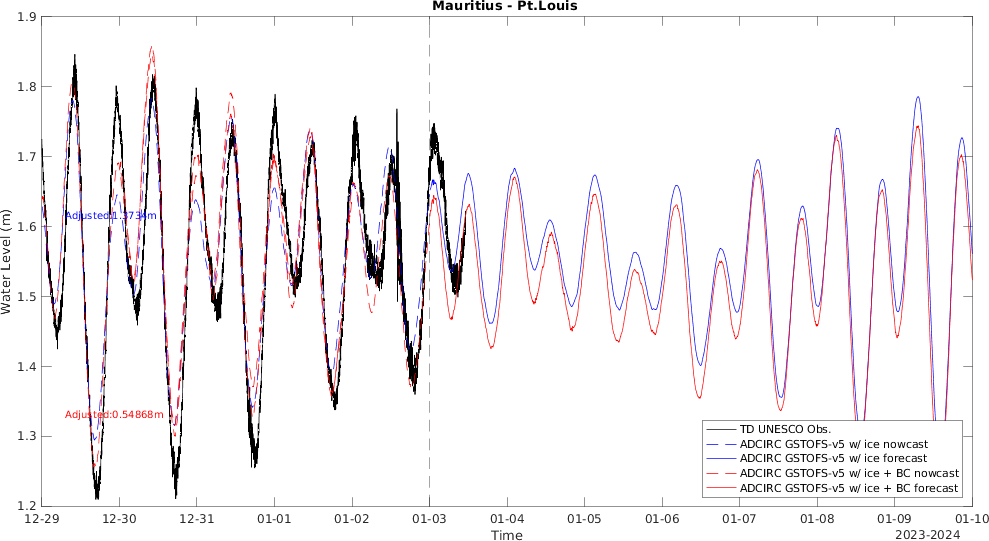 Mauritius - Pt.Louis
Water Level (m)
1.9
1.8
1.7
1.6
1.5
1.4
1.3
1.2
Adjusted:1.3734m
Adjusted:0.54868m
TD UNESCO Obs.
ADCIRC GSTOFS-v5 w/ ice nowcast
ADCIRC GSTOFS-v5 w/ ice forecast
ADCIRC GSTOFS-v5 w/ ice + BC nowcast
ADCIRC GSTOFS-v5 w/ ice + BC forecast
12-29 12-30 12-31 01-01 01-02 01-03 01-04 01-05 01-06 01-07 01-08 01-09 01-10
Time
2023-2024